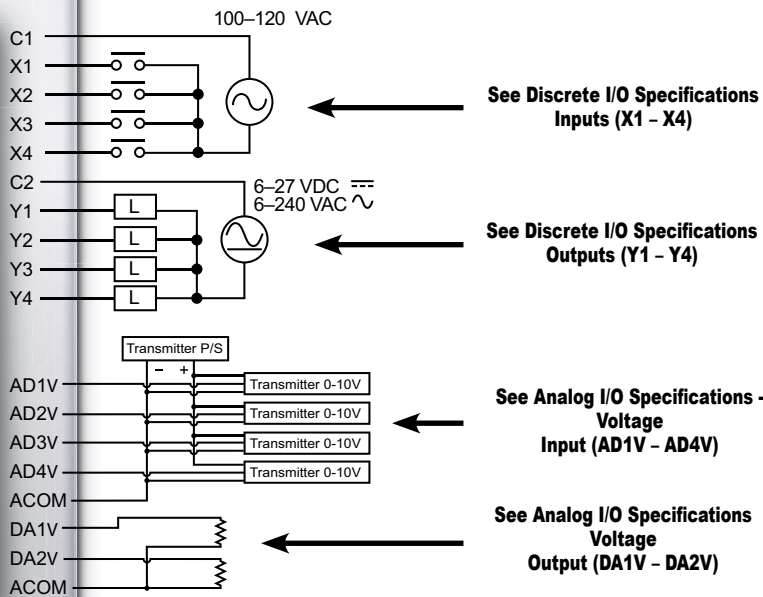 100–120 VAC
C1
X1
X2
X3
X4
See Discrete I/O Specifications
Inputs (X1 – X4)
C2
6–27 VDC
6–240 VAC
Y1
L
Y2
L
Y3
L
Y4
L
See Discrete I/O Specifications
Outputs (Y1 – Y4)
Transmitter P/S
– +
AD1V
Transmitter 0-10V
AD2V
Transmitter 0-10V
AD3V
Transmitter 0-10V
AD4V
Transmitter 0-10V
ACOM
See Analog I/O Specifications -
Voltage
Input (AD1V – AD4V)
DA1V
DA2V
ACOM
See Analog I/O Specifications
Voltage
Output (DA1V – DA2V)